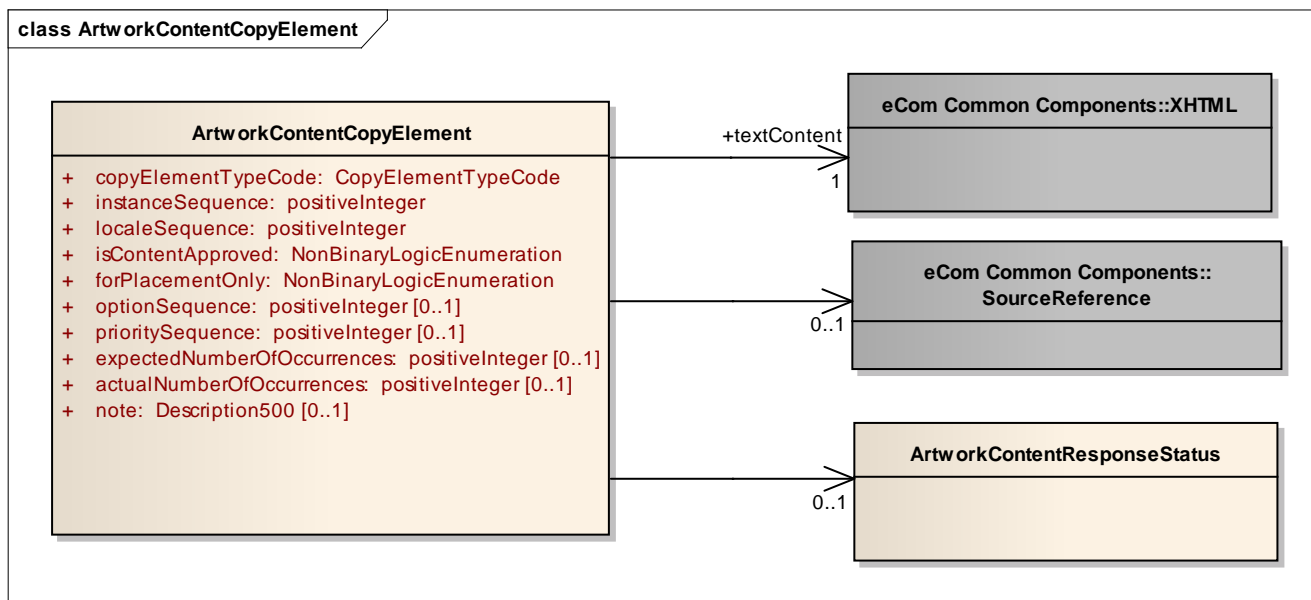 class ArtworkContentCopyElement
ArtworkContentCopyElement
+ copyElementTypeCode: CopyElementTypeCode
+ instanceSequence: positiveInteger
+ localeSequence: positiveInteger
+ isContentApproved: NonBinaryLogicEnumeration
+ forPlacementOnly: NonBinaryLogicEnumeration
+ optionSequence: positiveInteger [0..1]
+ prioritySequence: positiveInteger [0..1]
+ expectedNumberOfOccurrences: positiveInteger [0..1]
+ actualNumberOfOccurrences: positiveInteger [0..1]
+ note: Description500 [0..1]
+textContent
1
eCom Common Components::XHTML
0..1
eCom Common Components::
SourceReference
0..1
ArtworkContentResponseStatus